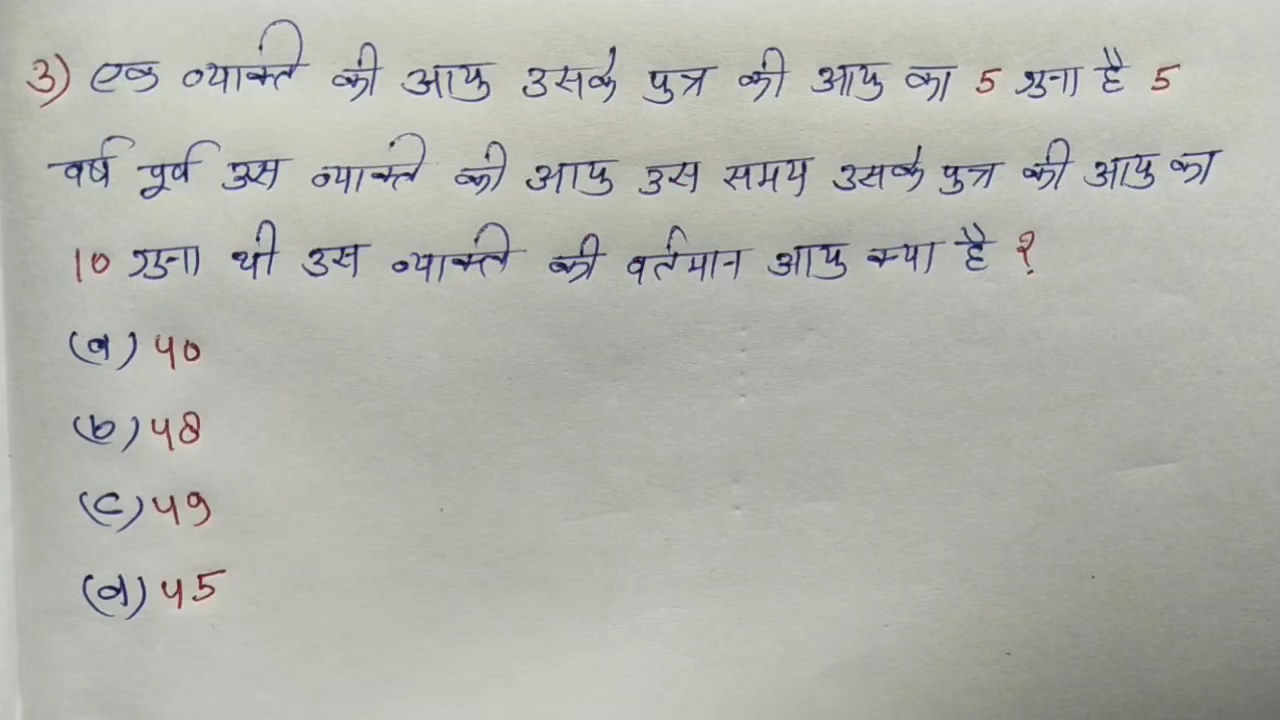 3) एक व्यक्ति की आयु उसके पुत्र की आयु का 5 गुना है 5
वर्ष पूर्व उस व्यक्ति की आयु उस समय उसके पुत्र की आयु का
10 गुना थी उस व्यक्ति की वर्तमान आयु क्या है ?
(a) 40
(b) 48
(c) 49
(d) 45